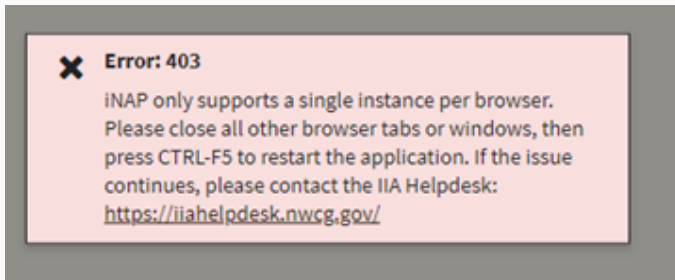 Error: 403
iNAP only supports a single instance per browser.
Please close all other browser tabs or windows, then
press CTRL-F5 to restart the application. If the issue
continues, please contact the IIA Helpdesk:
https://iiahelpdesk.nwcg.gov/